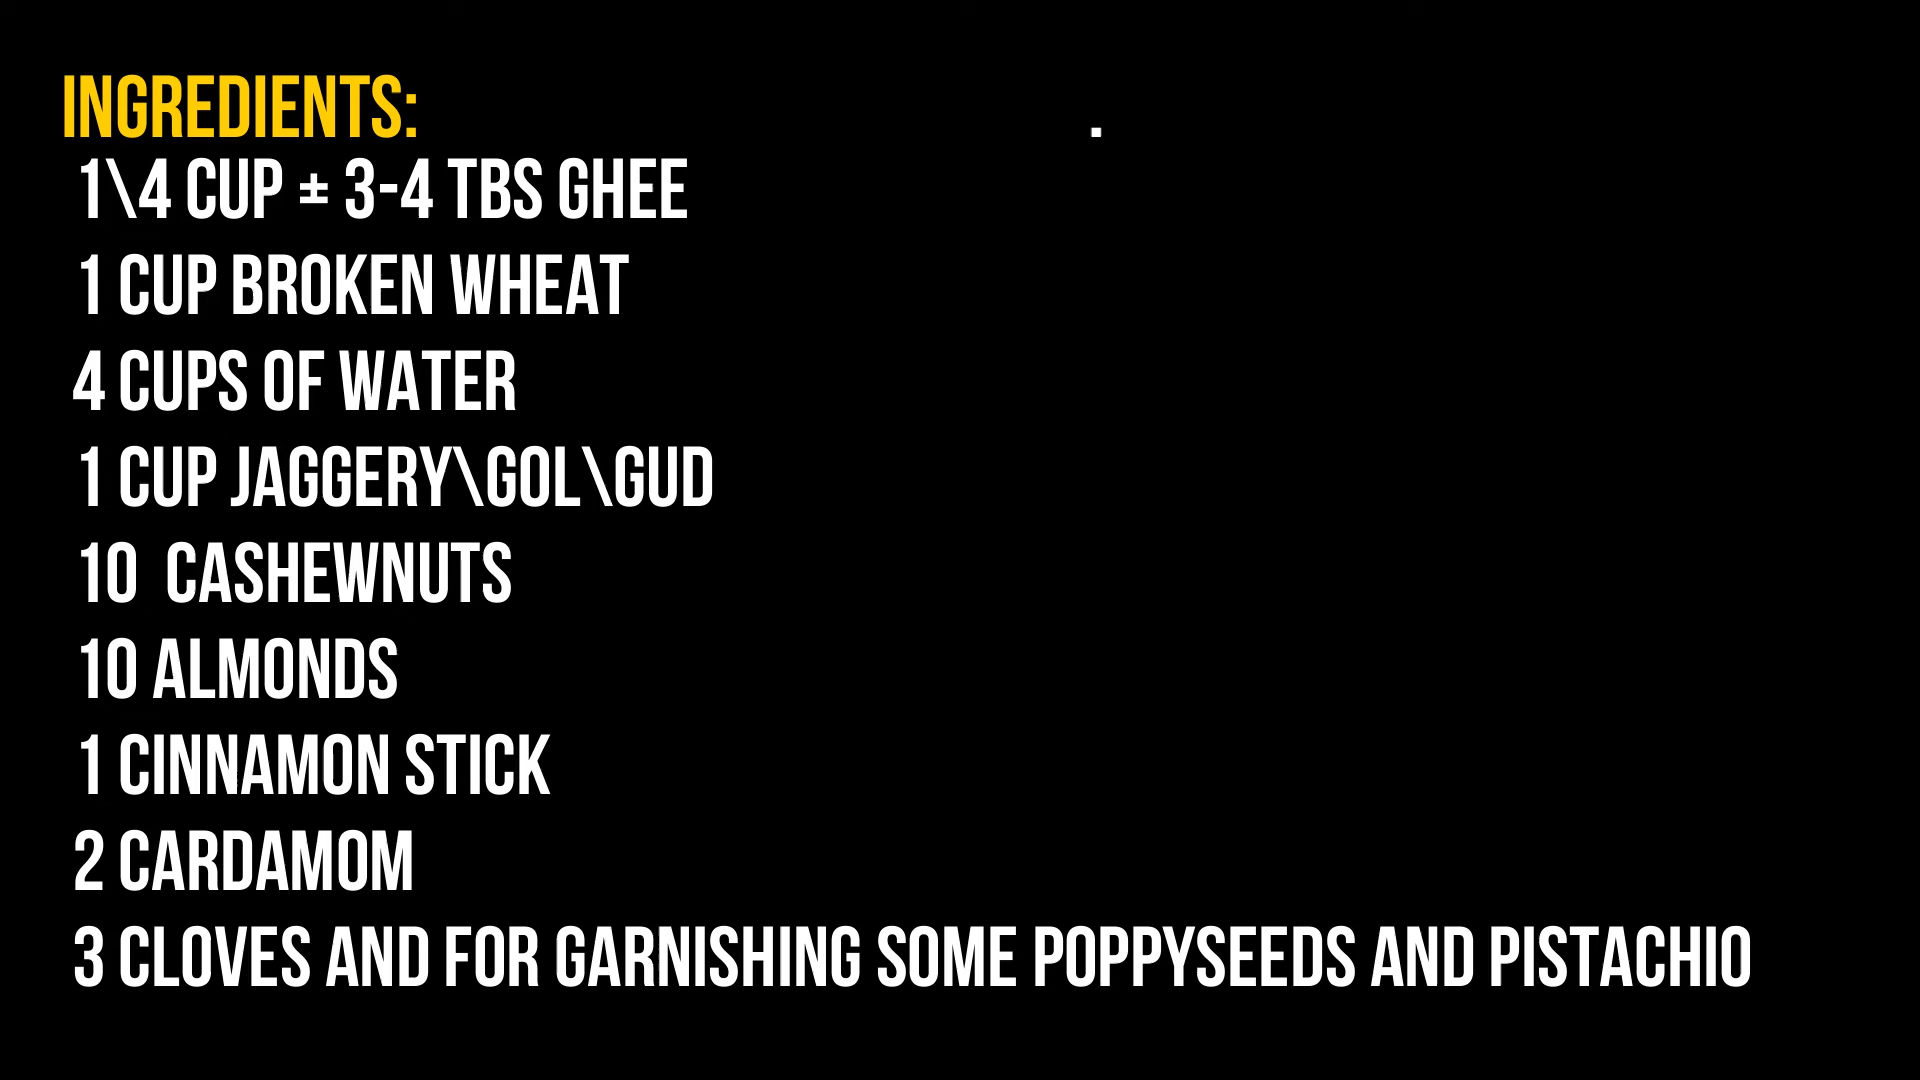 INGREDIENTS:
.
1\4 CUP ± 3-4 TBS GHEE
1 CUP BROKEN WHEAT
4 CUPS OF WATER
1 CUP JAGGERY\GOL\GUD
10  CASHEWNUTS
10 ALMONDS
1 CINNAMON STICK
2 CARDAMOM
3 CLOVES AND FOR GARNISHING SOME POPPYSEEDS AND PISTACHIO